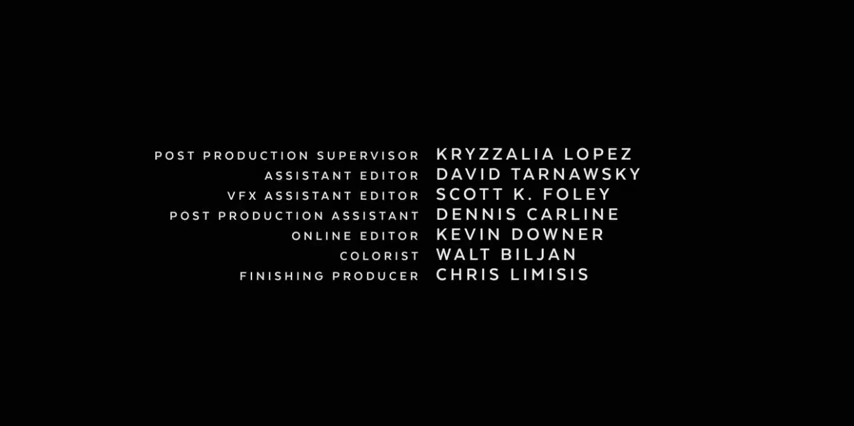 POST PRODUCTION SUPERVISOR KRYZZALIA LOPEZ
ASSISTANT EDITOR DAVID TARNAWSKY
VFX ASSISTANT EDITOR SCOTT K. FOLEY
POST PRODUCTION ASSISTANT DENNIS CARLINE
ONLINE EDITOR KEVIN DOWNER
COLORIST WALT BILJAN
FINISHING PRODUCER CHRIS LIMISIS